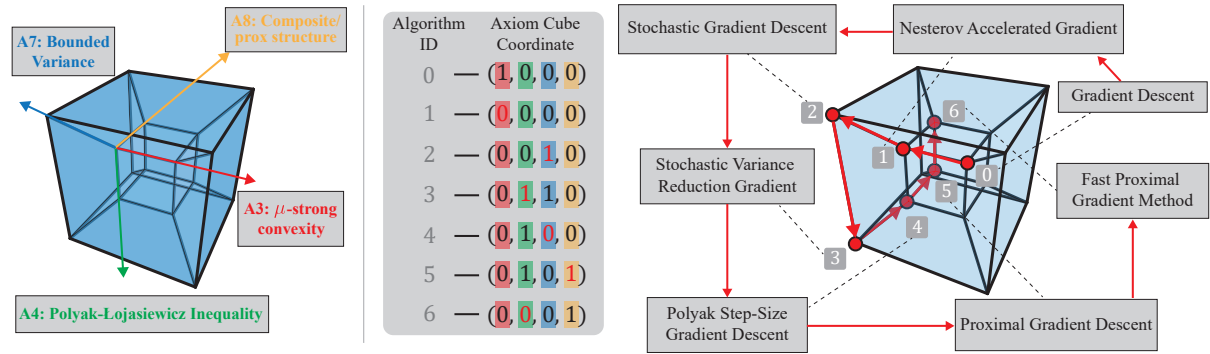 A8: Composite/
prox structure
A7: Bounded
Variance
A3: μ-strong
convexity
A4: Polyak-Łojasiewicz Inequality
Algorithm
ID
Axiom Cube
Coordinate
0 — (1, 0, 0, 0)
1 — (0, 0, 0, 0)
2 — (0, 0, 1, 0)
3 — (0, 1, 1, 0)
4 — (0, 1, 0, 0)
5 — (0, 1, 0, 1)
6 — (0, 0, 0, 1)
Stochastic Gradient Descent
Nesterov Accelerated Gradient
Gradient Descent
Stochastic Variance
Reduction Gradient
Fast Proximal
Gradient Method
Polyak Step-Size
Gradient Descent
Proximal Gradient Descent
2
6
1
0
5
4
3